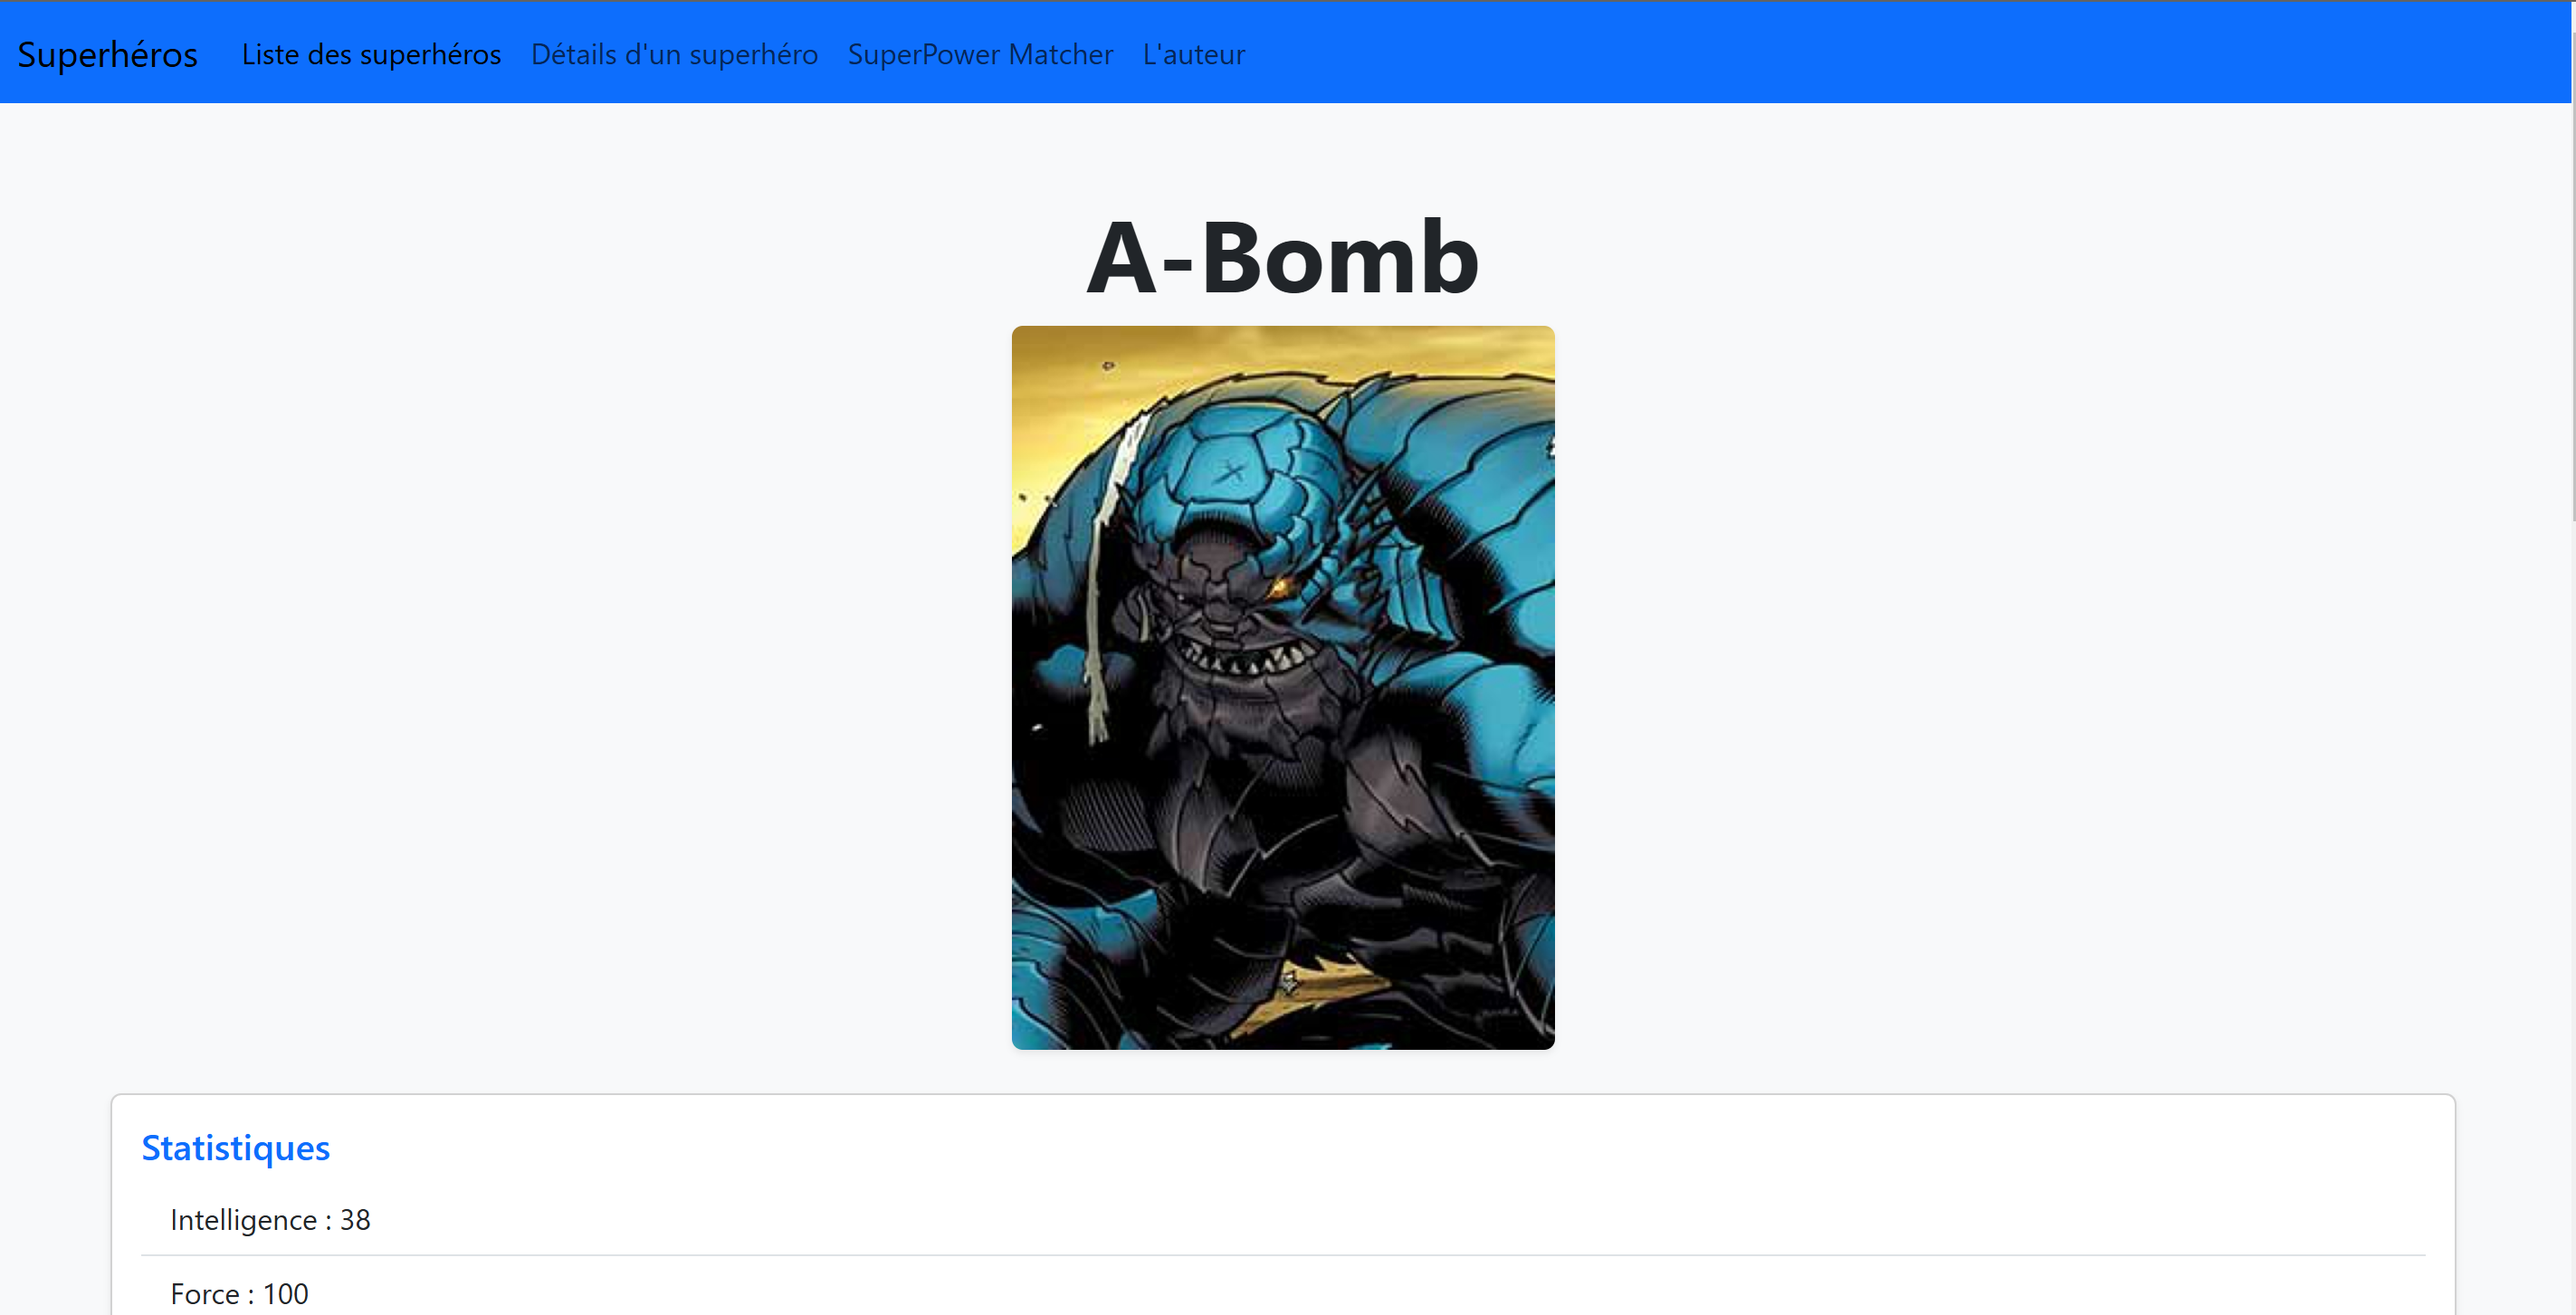 Superhéros Liste des superhéros Détails d'un superhéro SuperPower Matcher L'auteur
A-Bomb
Statistiques
Intelligence : 38
Force : 100